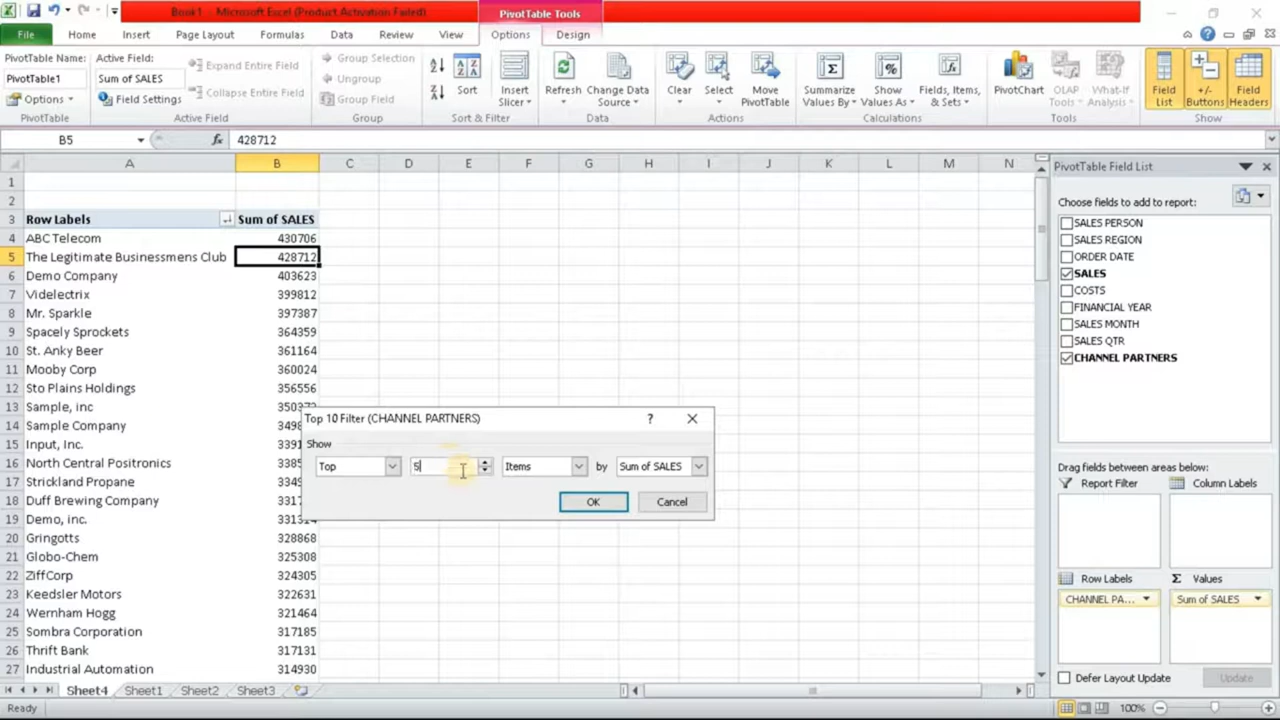 Book1 - Microsoft Excel (Product Activation Failed)
PivotTable Tools
File Home Insert Page Layout Formulas Data Review View Options Design
PivotTable Name: Active Field:
PivotTable1 Sum of SALES
Options Field Settings
Expand Entire Field
Collapse Entire Field
Group Selection
Ungroup
Group Field
Sort
Insert Slicer
Refresh
Change Data Source
Clear
Select
Move PivotTable
Summarize Values By
Show Values As
Fields, Items, & Sets
PivotChart
OLAP Tools
What-If Analysis
Field List
+/- Buttons
Field Headers
PivotTable Active Field Group Sort & Filter Data Actions Calculations Tools Show
B5 fx 428712
A B C D E F G H I J K L M N
1
2
3 Row Labels Sum of SALES
4 ABC Telecom 430706
5 The Legitimate Businessmens Club 428712
6 Demo Company 403623
7 Videlectrix 399812
8 Mr. Sparkle 397387
9 Spacely Sprockets 364359
10 St. Anky Beer 361164
11 Mooby Corp 360024
12 Sto Plains Holdings 356556
13 Sample, inc
14 Sample Company
15 Input, Inc.
16 North Central Positronics
17 Strickland Propane
18 Duff Brewing Company
19 Demo, inc.
20 Gringotts 328868
21 Globo-Chem 325308
22 ZiffCorp 324305
23 Keedsler Motors 322631
24 Wernham Hogg 321464
25 Sombra Corporation 317185
26 Thrift Bank 317131
27 Industrial Automation 314930
Top 10 Filter (CHANNEL PARTNERS) ?
Show
Top 5 Items by Sum of SALES
OK Cancel
PivotTable Field List
Choose fields to add to report:
SALES PERSON
SALES REGION
ORDER DATE
SALES
COSTS
FINANCIAL YEAR
SALES MONTH
SALES QTR
CHANNEL PARTNERS
Drag fields between areas below:
Report Filter Column Labels
Row Labels Σ Values
CHANNEL PA... Sum of SALES
Defer Layout Update Update
Sheet4 Sheet1 Sheet2 Sheet3
Ready 100%